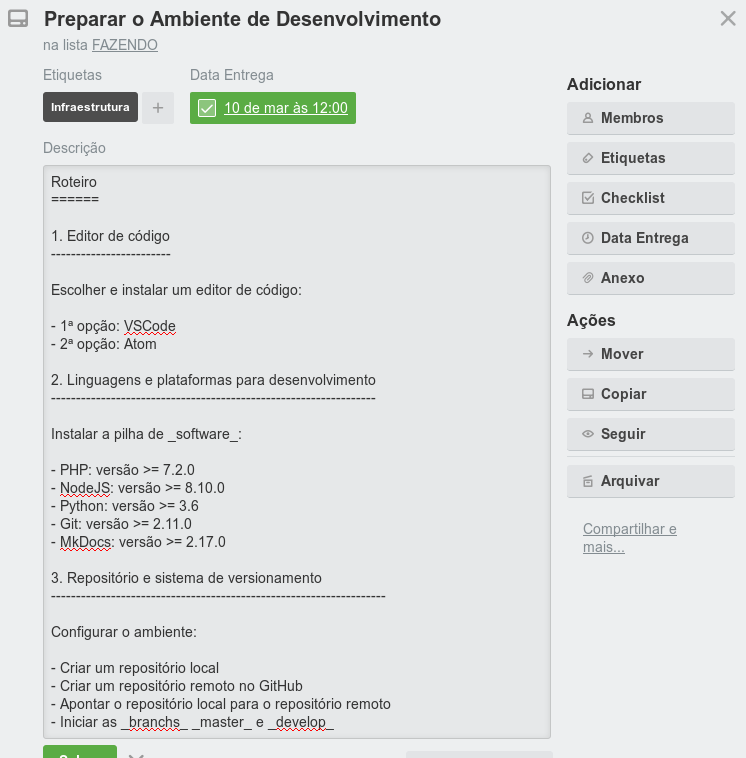 Preparar o Ambiente de Desenvolvimento
na lista FAZENDO
Etiquetas
Data Entrega
Infraestrutura
+
10 de mar às 12:00
Descrição
Roteiro
======
1. Editor de código
------------------------
Escolher e instalar um editor de código:
- 1ª opção: VSCode
- 2ª opção: Atom
2. Linguagens e plataformas para desenvolvimento
-----------------------------------------------------------------
Instalar a pilha de _software_:
- PHP: versão >= 7.2.0
- NodeJS: versão >= 8.10.0
- Python: versão >= 3.6
- Git: versão >= 2.11.0
- MkDocs: versão >= 2.17.0
3. Repositório e sistema de versionamento
-------------------------------------------------------------------
Configurar o ambiente:
- Criar um repositório local
- Criar um repositório remoto no GitHub
- Apontar o repositório local para o repositório remoto
- Iniciar as _branchs_ _master_ e _develop_
Adicionar
Membros
Etiquetas
Checklist
Data Entrega
Anexo
Ações
Mover
Copiar
Seguir
Arquivar
Compartilhar e
mais...